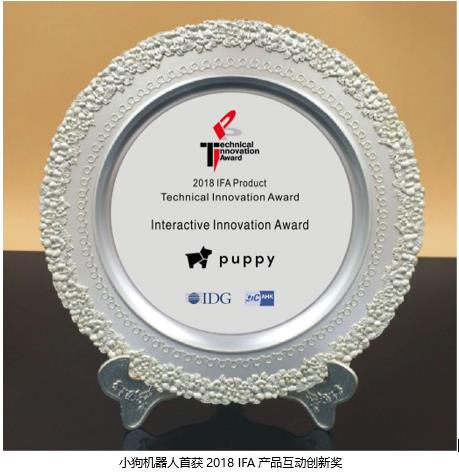 Technical
Innovation
Award
2018 IFA Product
Technical Innovation Award
Interactive Innovation Award
puppy
IDG
GIC AHK
小狗机器人首获 2018 IFA 产品互动创新奖